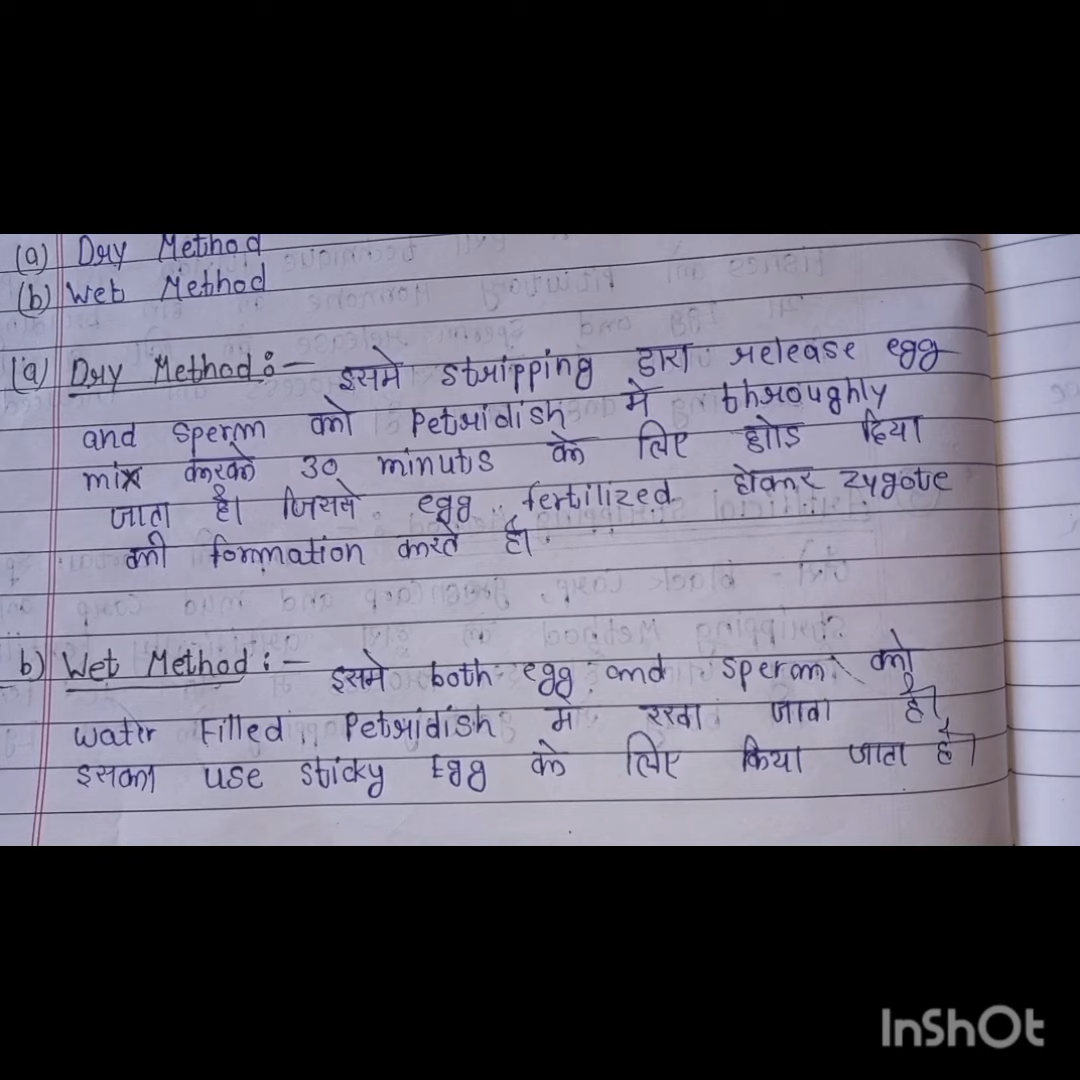 (a) Dry Method
(b) Wet Method
(a) Dry Method :- इसमे stripping द्वारा release egg
and sperm को Petridish मे throughly
mix करके 30 minuts के लिए छोड दिया
जाता है। जिससे egg fertilized होकर zygote
की formation करते है।
b) Wet Method :- इसमे both egg and sperm को
water Filled Petridish मे रखा जाता है।
इसका use sticky Egg के लिए किया जाता है।
InShOt